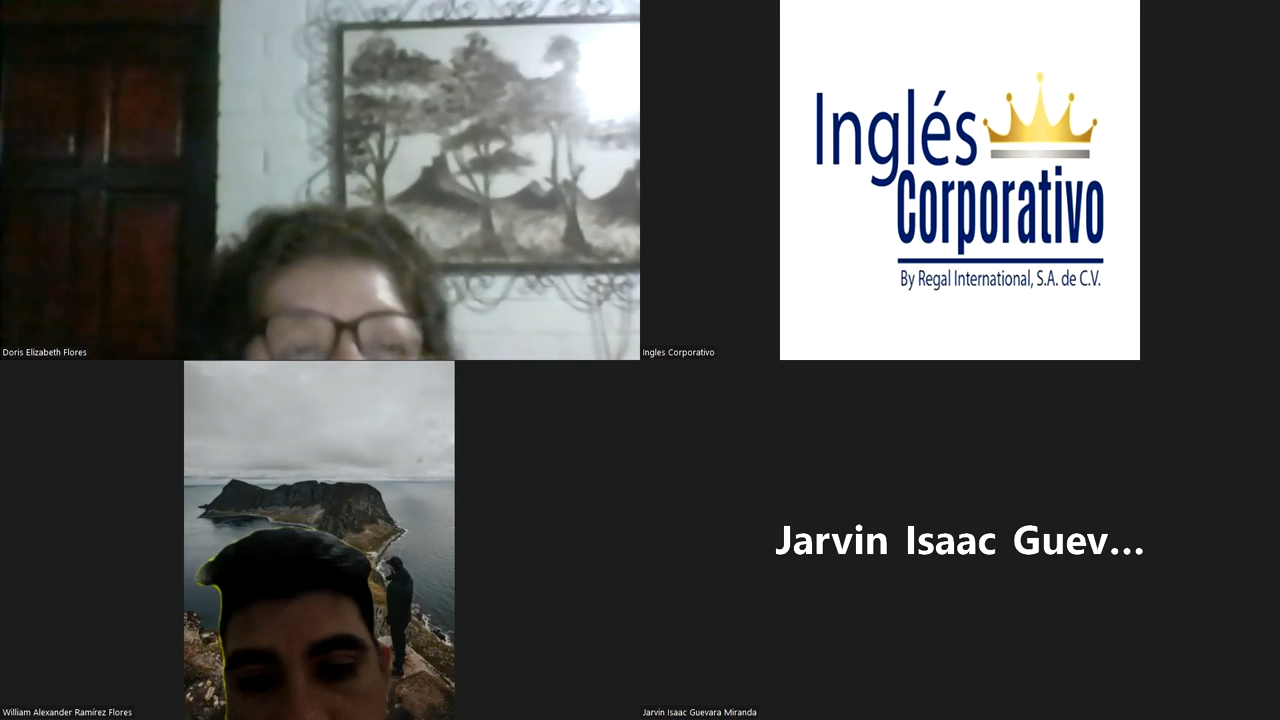 Inglés
Corporativo
By Regal International, S.A. de C.V.
Doris Elizabeth Flores
Ingles Corporativo
Jarvin Isaac Guev...
William Alexander Ramírez Flores
Jarvin Isaac Guevara Miranda